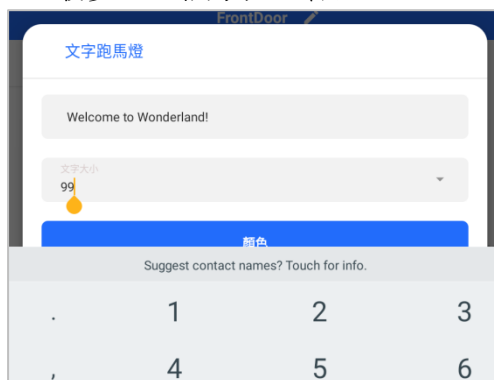 FrontDoor
文字跑馬燈
Welcome to Wonderland!
文字大小
99
顏色
Suggest contact names? Touch for info.
. 1 2 3
, 4 5 6